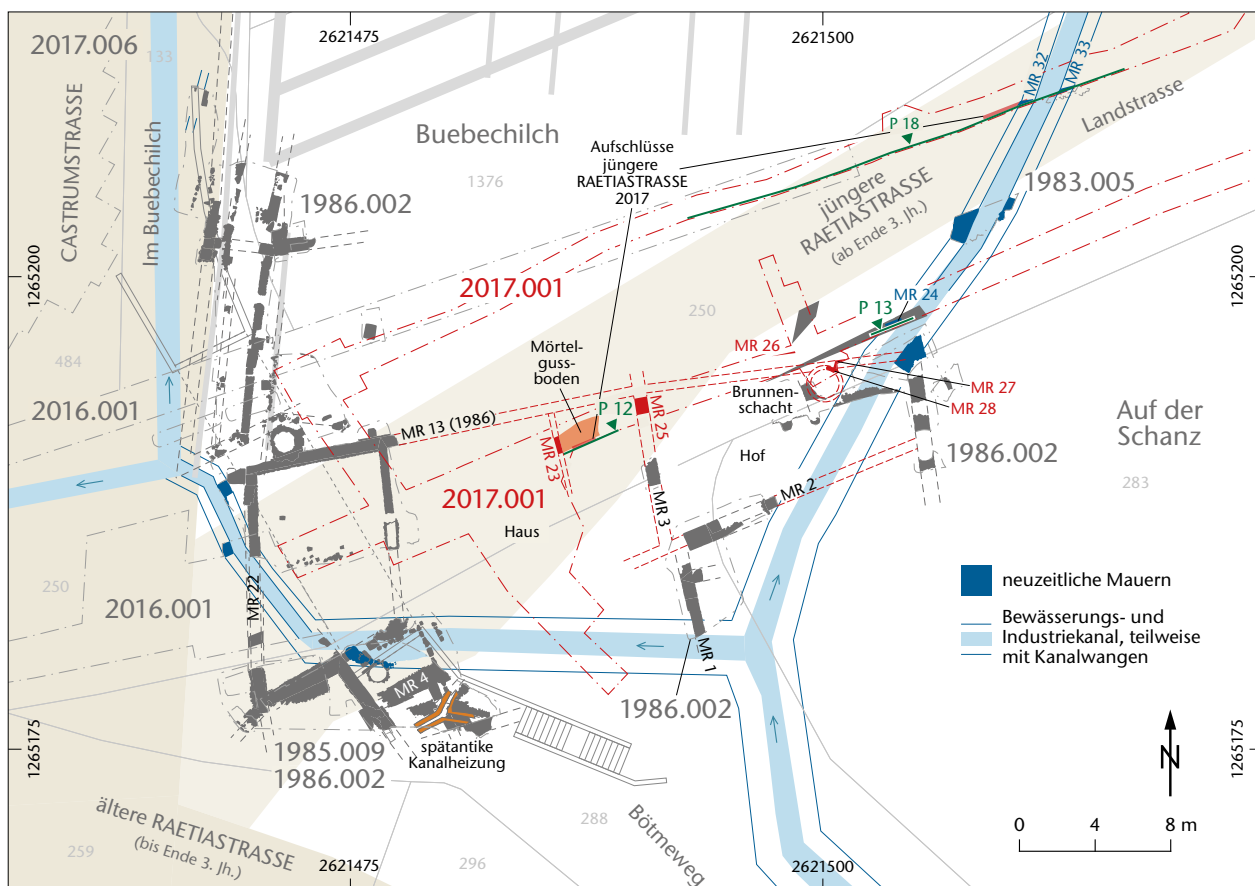 2621475
2621500
2017.006
133
CASTRUMSTRASSE
Im Buebechilch
Buebechilch
1376
1986.002
Aufschlüsse
jüngere
RAETIASTRASSE
2017
P 18
MR 32
MR 33
Landstrasse
1983.005
jüngere
RAETIASTRASSE
(ab Ende 3. Jh.)
1265200
1265200
2017.001
250
P 13
MR 24
484
Mörtel-
guss-
boden
MR 26
MR 27
MR 28
Brunnen-
schacht
2016.001
P 12
MR 25
MR 13 (1986)
MR 23
Auf der
Schanz
Hof
1986.002
283
2017.001
MR 2
MR 3
Haus
250
2016.001
MR 22
neuzeitliche Mauern
Bewässerungs- und
Industriekanal, teilweise
mit Kanalwangen
MR 1
MR 4
1986.002
1985.009
1986.002
spätantike
Kanalheizung
1265175
1265175
N
ältere RAETIASTRASSE
(bis Ende 3. Jh.)
259
288
296
Bötmeweg
0 4 8 m
2621475
2621500